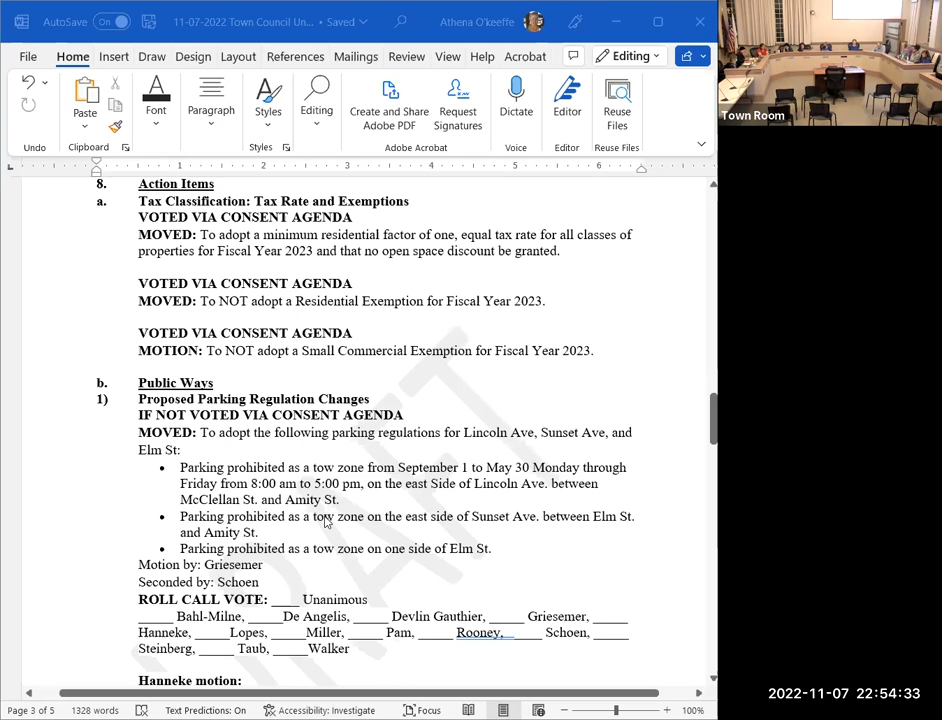 AutoSave On 11-07-2022 Town Council Un... • Saved Athena O'keeffe
File Home Insert Draw Design Layout References Mailings Review View Help Acrobat Editing
Paste Font Paragraph Styles Editing Create and Share Adobe PDF Request Signatures Dictate Editor Reuse Files
Undo Clipboard Styles Adobe Acrobat Voice Editor Reuse Files
Town Room
1 2 3 4 5 6
8. Action Items
a. Tax Classification: Tax Rate and Exemptions
VOTED VIA CONSENT AGENDA
MOVED: To adopt a minimum residential factor of one, equal tax rate for all classes of
properties for Fiscal Year 2023 and that no open space discount be granted.
VOTED VIA CONSENT AGENDA
MOVED: To NOT adopt a Residential Exemption for Fiscal Year 2023.
VOTED VIA CONSENT AGENDA
MOTION: To NOT adopt a Small Commercial Exemption for Fiscal Year 2023.
b. Public Ways
1) Proposed Parking Regulation Changes
IF NOT VOTED VIA CONSENT AGENDA
MOVED: To adopt the following parking regulations for Lincoln Ave, Sunset Ave, and
Elm St:
• Parking prohibited as a tow zone from September 1 to May 30 Monday through
Friday from 8:00 am to 5:00 pm, on the east Side of Lincoln Ave. between
McClellan St. and Amity St.
• Parking prohibited as a tow zone on the east side of Sunset Ave. between Elm St.
and Amity St.
• Parking prohibited as a tow zone on one side of Elm St.
Motion by: Griesemer
Seconded by: Schoen
ROLL CALL VOTE: ____ Unanimous
_____ Bahl-Milne, _____De Angelis, _____ Devlin Gauthier, _____ Griesemer, _____
Hanneke, _____Lopes, _____Miller, _____ Pam, _____ Rooney, _____ Schoen, _____
Steinberg, _____ Taub, _____Walker
Hanneke motion:
DRAFT
Page 3 of 5 1328 words Text Predictions: On Accessibility: Investigate Focus 100%
2022-11-07 22:54:33